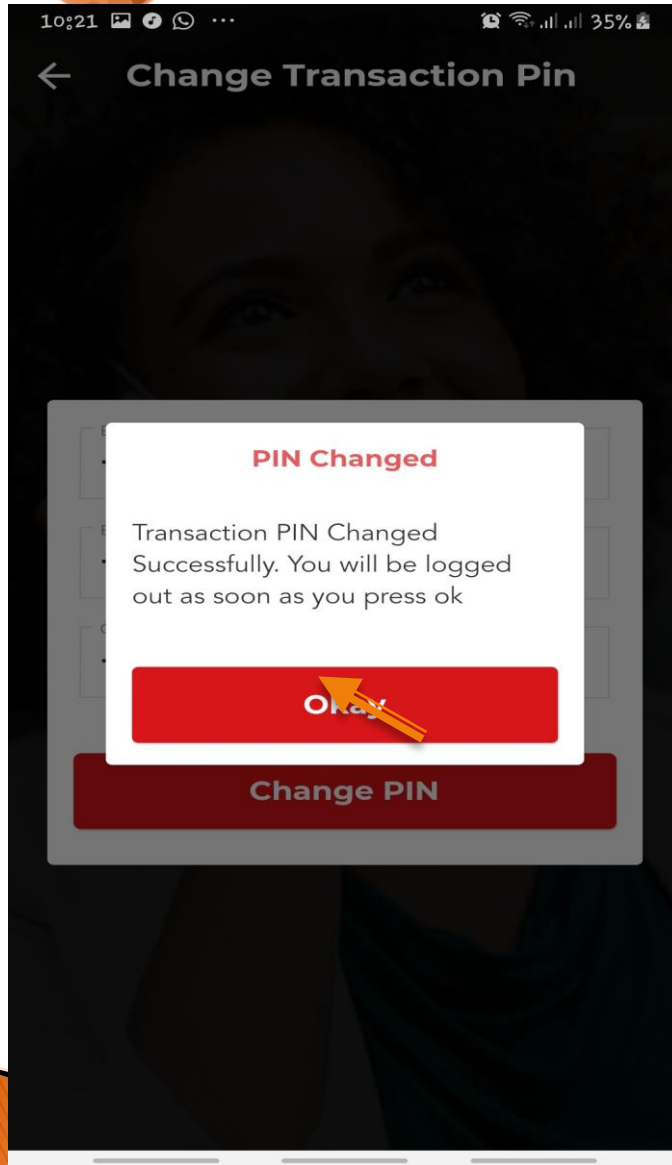 10:21 ... 35%
Change Transaction Pin
PIN Changed
Transaction PIN Changed
Successfully. You will be logged
out as soon as you press ok
Okay
Change PIN